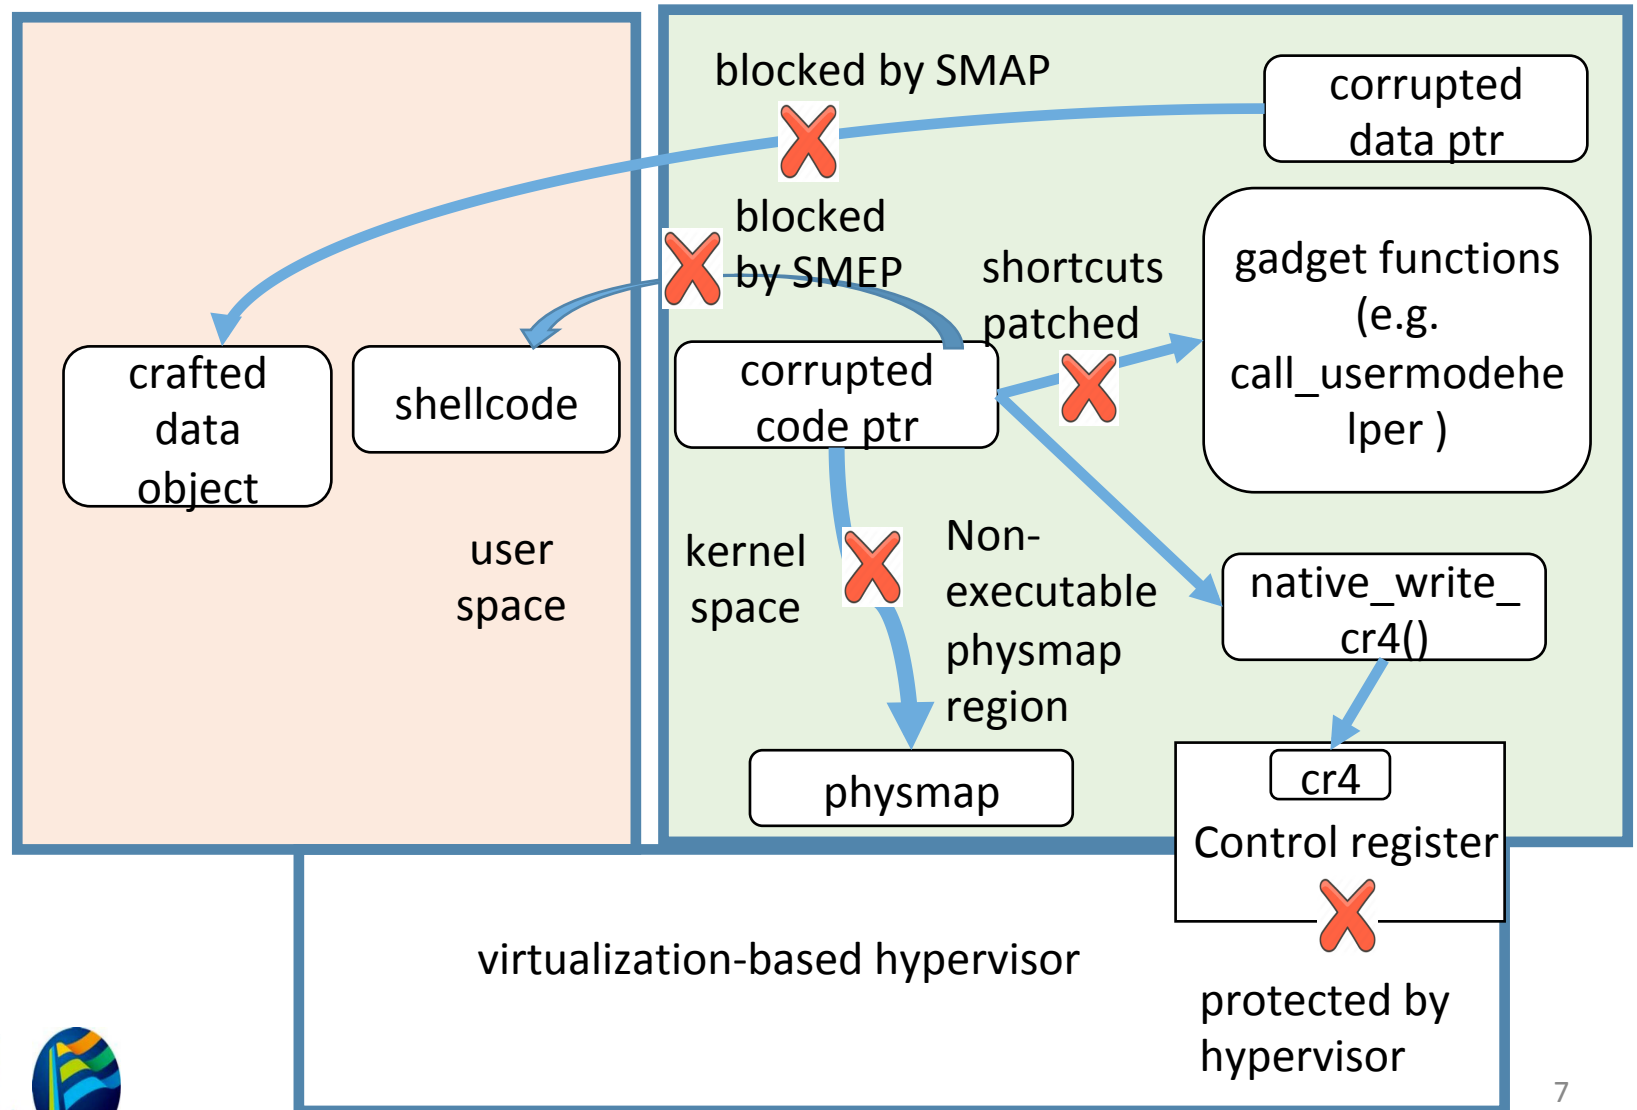 blocked by SMAP
corrupted
data ptr
blocked
by SMEP
shortcuts
patched
gadget functions
(e.g.
call_usermodehe
lper )
crafted
data
object
shellcode
corrupted
code ptr
user
space
kernel
space
Non-
executable
physmap
region
native_write_
cr4()
physmap
cr4
Control register
virtualization-based hypervisor
protected by
hypervisor
7